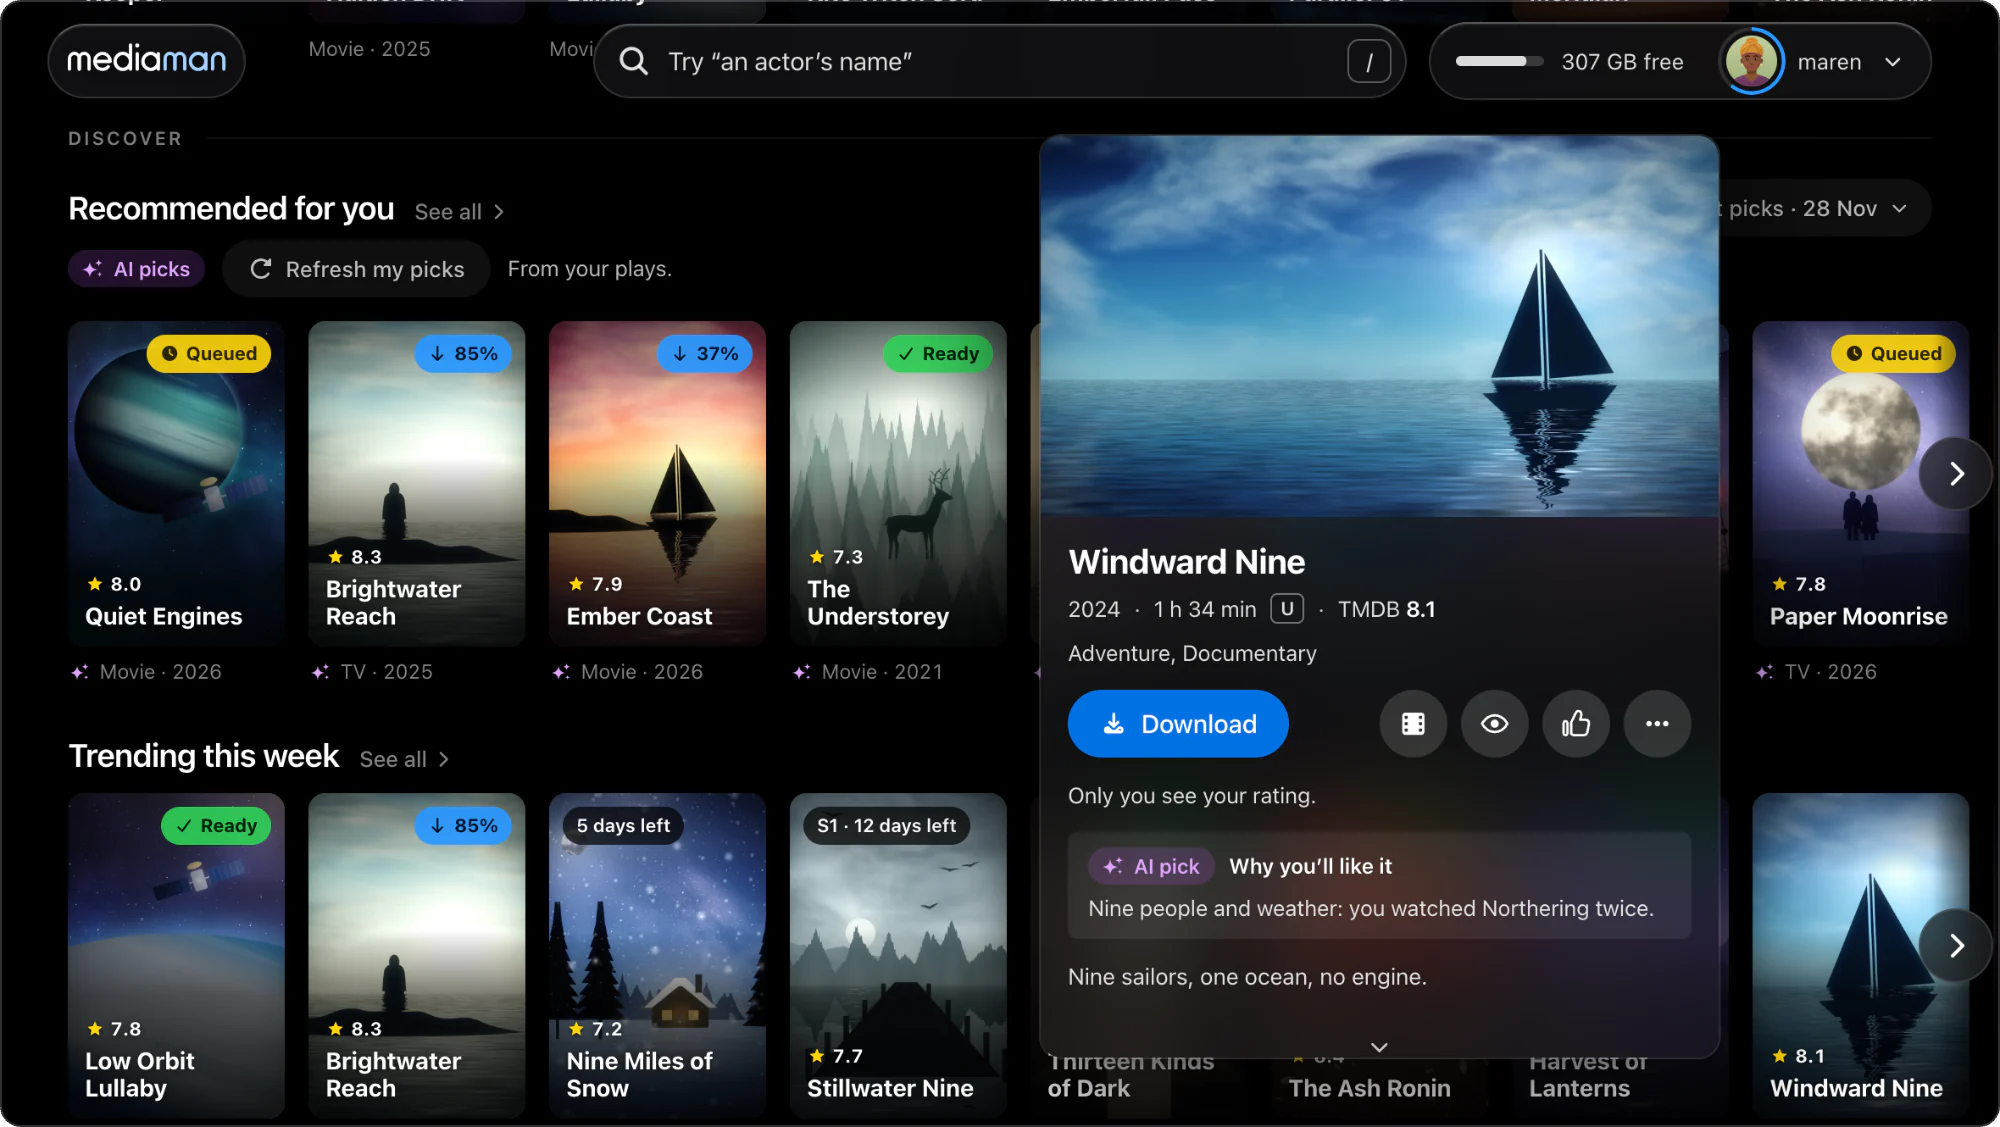 mediaman
Movie · 2025
Try “an actor’s name”
/
307 GB free
maren
DISCOVER
Recommended for you
See all
picks · 28 Nov
AI picks
Refresh my picks
From your plays.
Queued
8.0
Quiet Engines
Movie · 2026
85%
8.3
Brightwater
Reach
TV · 2025
37%
7.9
Ember Coast
Movie · 2026
Ready
7.3
The
Understorey
Movie · 2021
Windward Nine
2024 · 1 h 34 min U · TMDB 8.1
Adventure, Documentary
Download
Only you see your rating.
AI pick
Why you’ll like it
Nine people and weather: you watched Northering twice.
Nine sailors, one ocean, no engine.
Queued
7.8
Paper Moonrise
TV · 2026
Trending this week
See all
Ready
7.8
Low Orbit
Lullaby
85%
8.3
Brightwater
Reach
5 days left
7.2
Nine Miles of
Snow
S1 · 12 days left
7.7
Stillwater Nine
Thirteen Kinds
of Dark
The Ash Ronin
Harvest of
Lanterns
8.1
Windward Nine